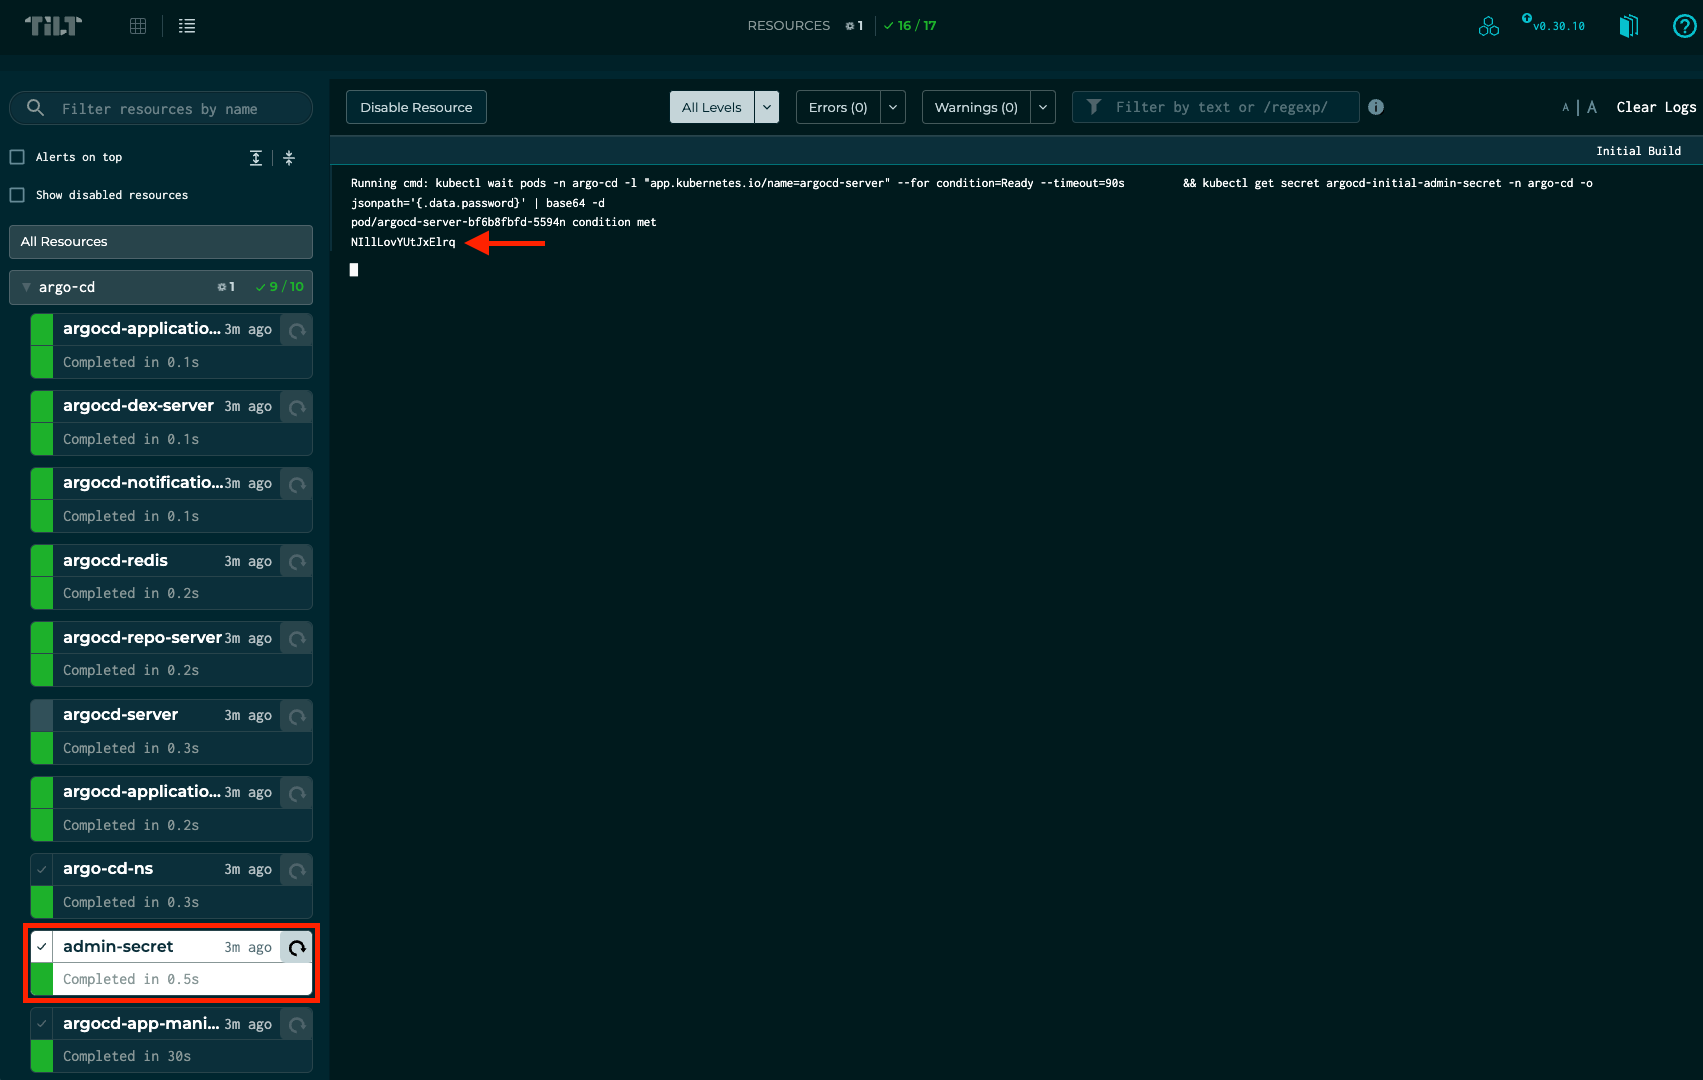 TILT
RESOURCES 1 16 / 17
v0.30.10
Filter resources by name
Alerts on top
Show disabled resources
All Resources
argo-cd 1 9 / 10
argocd-applicatio... 3m ago
Completed in 0.1s
argocd-dex-server 3m ago
Completed in 0.1s
argocd-notificatio... 3m ago
Completed in 0.1s
argocd-redis 3m ago
Completed in 0.2s
argocd-repo-server 3m ago
Completed in 0.2s
argocd-server 3m ago
Completed in 0.3s
argocd-applicatio... 3m ago
Completed in 0.2s
argo-cd-ns 3m ago
Completed in 0.3s
admin-secret 3m ago
Completed in 0.5s
argocd-app-mani... 3m ago
Completed in 30s
Disable Resource All Levels Errors (0) Warnings (0) Filter by text or /regexp/ A | A Clear Logs
Initial Build
Running cmd: kubectl wait pods -n argo-cd -l "app.kubernetes.io/name=argocd-server" --for condition=Ready --timeout=90s && kubectl get secret argocd-initial-admin-secret -n argo-cd -o
jsonpath='{.data.password}' | base64 -d
pod/argocd-server-bf6b8fbfd-5594n condition met
NIllLovYUtJxElrq